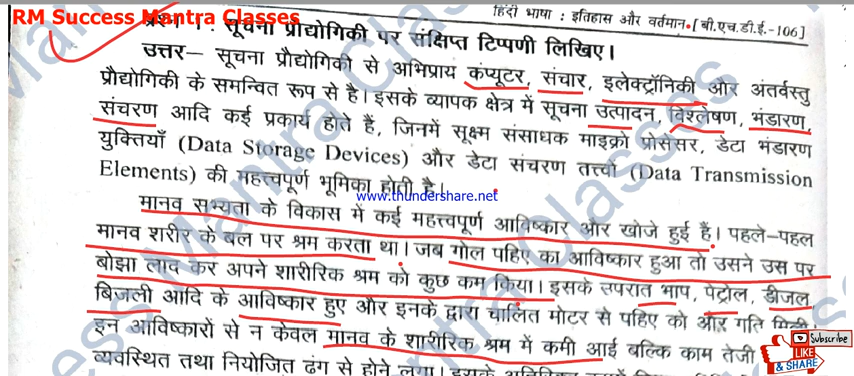 RM Success Mantra Classes
हिंदी भाषा : इतिहास और वर्तमान [ बी.एच.डी.ई.-106]
प्रश्न 1. सूचना प्रौद्योगिकी पर संक्षिप्त टिप्पणी लिखिए।
उत्तर– सूचना प्रौद्योगिकी से अभिप्राय कंप्यूटर, संचार, इलेक्ट्रॉनिकी और अंतर्वस्तु
प्रौद्योगिकी के समन्वित रूप से है। इसके व्यापक क्षेत्र में सूचना उत्पादन, विश्लेषण, भंडारण,
संचरण आदि कई प्रकार्य होते हैं, जिनमें सूक्ष्म संसाधक माइक्रो प्रोसेसर, डेटा भंडारण
युक्तियाँ (Data Storage Devices) और डेटा संचरण तत्त्वों (Data Transmission
Elements) की महत्त्वपूर्ण भूमिका होती है।
www.thundershare.net
मानव सभ्यता के विकास में कई महत्त्वपूर्ण आविष्कार और खोजे हुई हैं। पहले-पहल
मानव शरीर के बल पर श्रम करता था। जब गोल पहिए का आविष्कार हुआ तो उसने उस पर
बोझा लाद कर अपने शारीरिक श्रम को कुछ कम किया। इसके उपरांत भाप, पेट्रोल, डीजल
बिजली आदि के आविष्कार हुए और इनके द्वारा चालित मोटर से पहिए को और गति मिली।
इन आविष्कारों से न केवल मानव के शारीरिक श्रम में कमी आई बल्कि काम तेजी
व्यवस्थित तथा नियोजित ढंग से होने लगा। इसके अतिरिक्त
Subscribe
LIKE
& SHARE